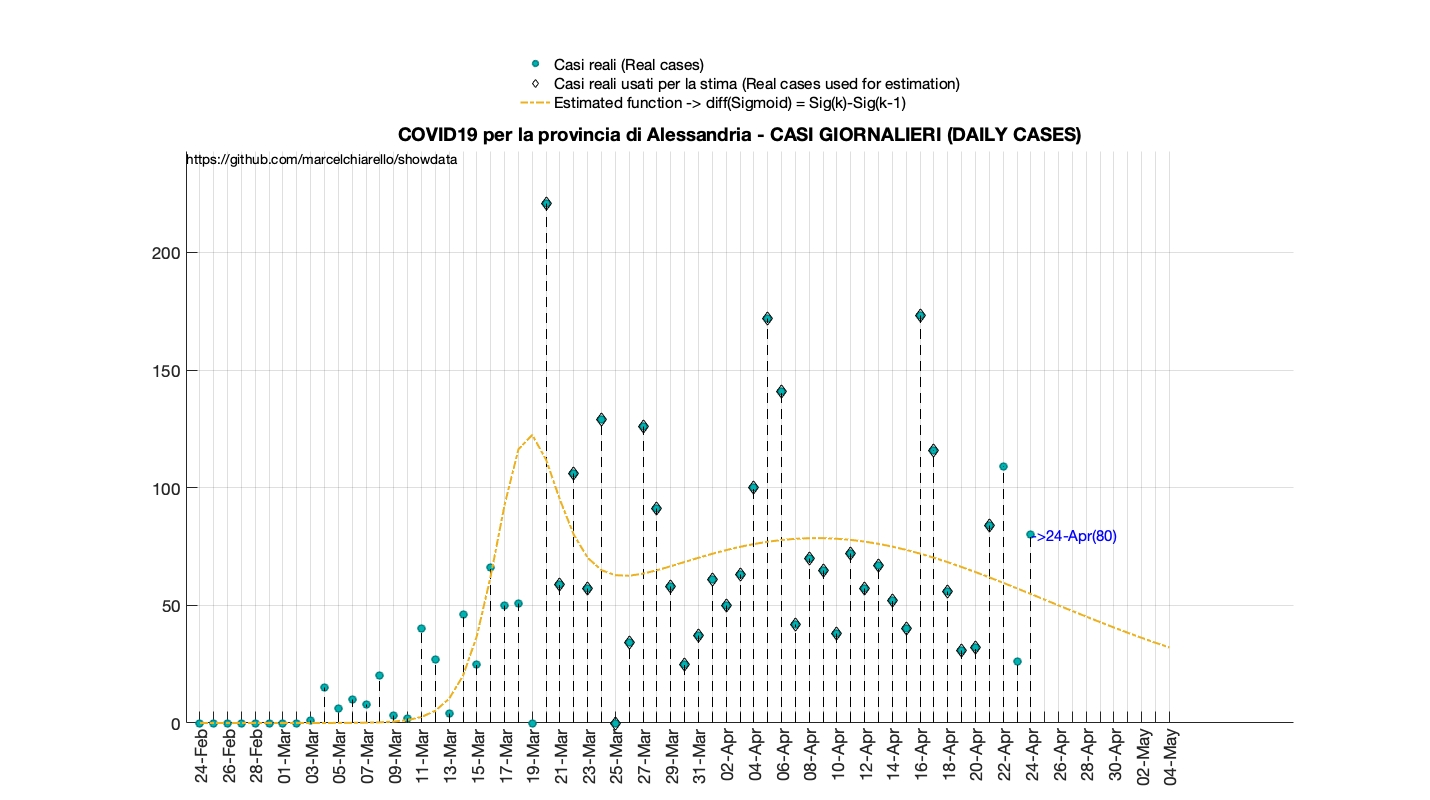 Casi reali (Real cases)
Casi reali usati per la stima (Real cases used for estimation)
Estimated function -> diff(Sigmoid) = Sig(k)-Sig(k-1)
COVID19 per la provincia di Alessandria - CASI GIORNALIERI (DAILY CASES)
https://github.com/marcelchiarello/showdata
200
150
100
50
0
->24-Apr(80)
24-Feb
26-Feb
28-Feb
01-Mar
03-Mar
05-Mar
07-Mar
09-Mar
11-Mar
13-Mar
15-Mar
17-Mar
19-Mar
21-Mar
23-Mar
25-Mar
27-Mar
29-Mar
31-Mar
02-Apr
04-Apr
06-Apr
08-Apr
10-Apr
12-Apr
14-Apr
16-Apr
18-Apr
20-Apr
22-Apr
24-Apr
26-Apr
28-Apr
30-Apr
02-May
04-May